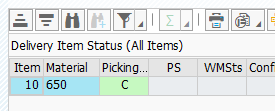 Delivery Item Status (All Items)
Item Material Picking... PS WMSts Conf
10 650 C